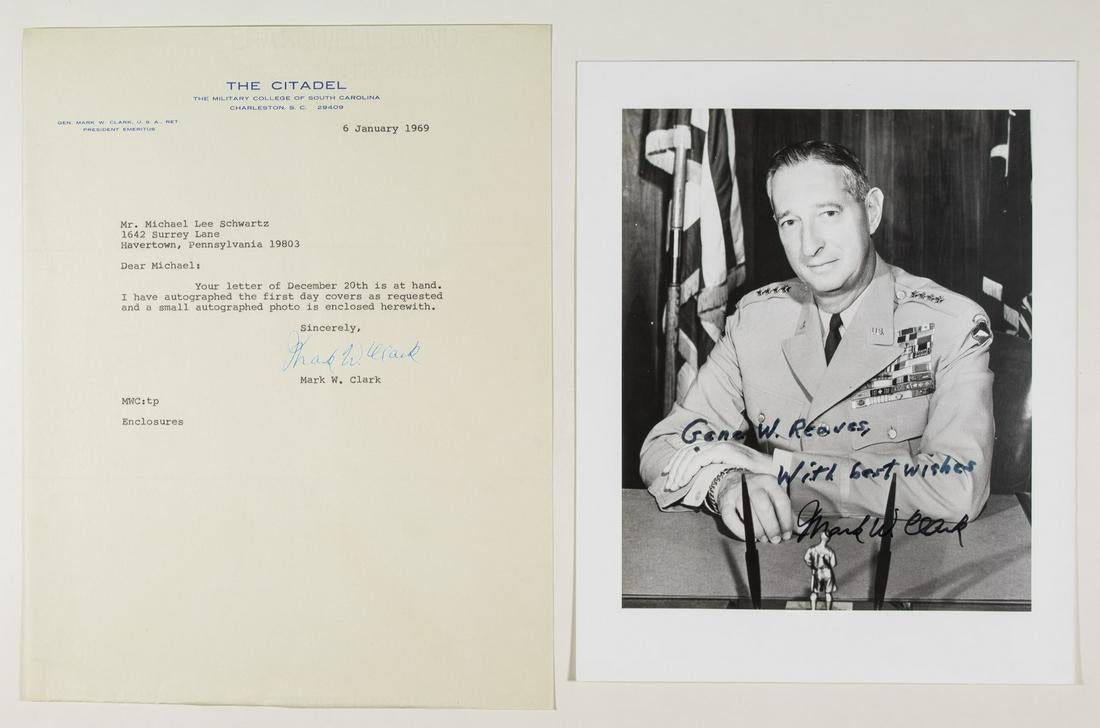 THE CITADEL
THE MILITARY COLLEGE OF SOUTH CAROLINA
CHARLESTON, S. C. 29409
GEN. MARK W. CLARK, U. S. A., RET.
PRESIDENT EMERITUS
6 January 1969
Mr. Michael Lee Schwartz
1642 Surrey Lane
Havertown, Pennsylvania 19803
Dear Michael:
Your letter of December 20th is at hand.
I have autographed the first day covers as requested
and a small autographed photo is enclosed herewith.
Sincerely,
Mark W. Clark
Mark W. Clark
MWC:tp
Enclosures
U.S.
Gene W. Reaves,
With best wishes
Mark W. Clark